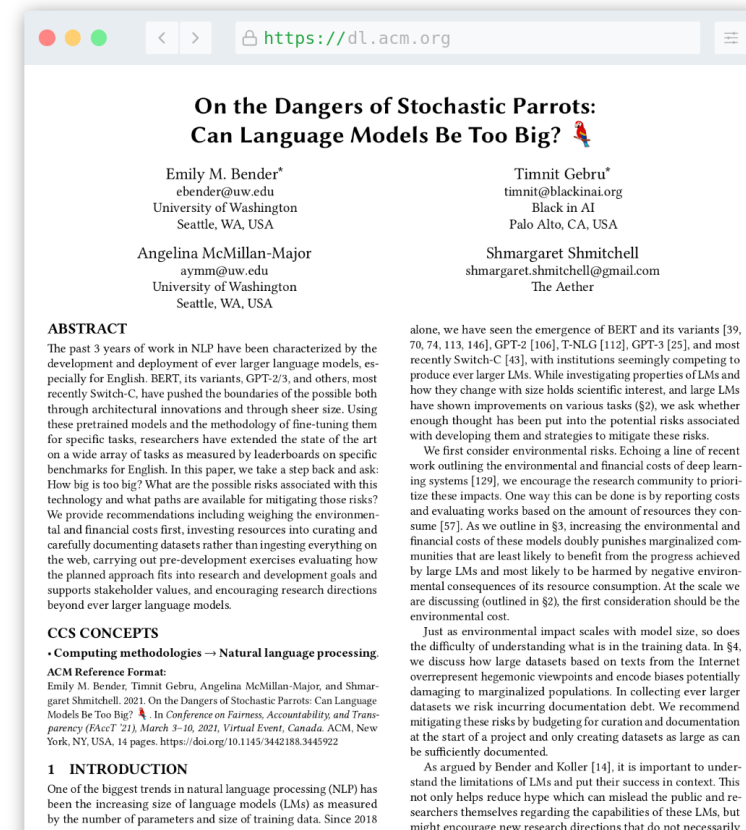 https://dl.acm.org
On the Dangers of Stochastic Parrots:
Can Language Models Be Too Big? 🦜
Emily M. Bender*
ebender@uw.edu
University of Washington
Seattle, WA, USA
Timnit Gebru*
timnit@blackinai.org
Black in AI
Palo Alto, CA, USA
Angelina McMillan-Major
aymm@uw.edu
University of Washington
Seattle, WA, USA
Shmargaret Shmitchell
shmargaret.shmitchell@gmail.com
The Aether
ABSTRACT
The past 3 years of work in NLP have been characterized by the
development and deployment of ever larger language models, es-
pecially for English. BERT, its variants, GPT-2/3, and others, most
recently Switch-C, have pushed the boundaries of the possible both
through architectural innovations and through sheer size. Using
these pretrained models and the methodology of fine-tuning them
for specific tasks, researchers have extended the state of the art
on a wide array of tasks as measured by leaderboards on specific
benchmarks for English. In this paper, we take a step back and ask:
How big is too big? What are the possible risks associated with this
technology and what paths are available for mitigating those risks?
We provide recommendations including weighing the environmen-
tal and financial costs first, investing resources into curating and
carefully documenting datasets rather than ingesting everything on
the web, carrying out pre-development exercises evaluating how
the planned approach fits into research and development goals and
supports stakeholder values, and encouraging research directions
beyond ever larger language models.
CCS CONCEPTS
• Computing methodologies → Natural language processing.
ACM Reference Format:
Emily M. Bender, Timnit Gebru, Angelina McMillan-Major, and Shmar-
garet Shmitchell. 2021. On the Dangers of Stochastic Parrots: Can Language
Models Be Too Big? 🦜. In Conference on Fairness, Accountability, and Trans-
parency (FAccT '21), March 3–10, 2021, Virtual Event, Canada. ACM, New
York, NY, USA, 14 pages. https://doi.org/10.1145/3442188.3445922
1 INTRODUCTION
One of the biggest trends in natural language processing (NLP) has
been the increasing size of language models (LMs) as measured
by the number of parameters and size of training data. Since 2018
alone, we have seen the emergence of BERT and its variants [39,
70, 74, 113, 146], GPT-2 [106], T-NLG [112], GPT-3 [25], and most
recently Switch-C [43], with institutions seemingly competing to
produce ever larger LMs. While investigating properties of LMs and
how they change with size holds scientific interest, and large LMs
have shown improvements on various tasks (§2), we ask whether
enough thought has been put into the potential risks associated
with developing them and strategies to mitigate these risks.
We first consider environmental risks. Echoing a line of recent
work outlining the environmental and financial costs of deep learn-
ing systems [129], we encourage the research community to priori-
tize these impacts. One way this can be done is by reporting costs
and evaluating works based on the amount of resources they con-
sume [57]. As we outline in §3, increasing the environmental and
financial costs of these models doubly punishes marginalized com-
munities that are least likely to benefit from the progress achieved
by large LMs and most likely to be harmed by negative environ-
mental consequences of its resource consumption. At the scale we
are discussing (outlined in §2), the first consideration should be the
environmental cost.
Just as environmental impact scales with model size, so does
the difficulty of understanding what is in the training data. In §4,
we discuss how large datasets based on texts from the Internet
overrepresent hegemonic viewpoints and encode biases potentially
damaging to marginalized populations. In collecting ever larger
datasets we risk incurring documentation debt. We recommend
mitigating these risks by budgeting for curation and documentation
at the start of a project and only creating datasets as large as can
be sufficiently documented.
As argued by Bender and Koller [14], it is important to under-
stand the limitations of LMs and put their success in context. This
not only helps reduce hype which can mislead the public and re-
searchers themselves regarding the capabilities of these LMs, but
might encourage new research directions that do not necessarily